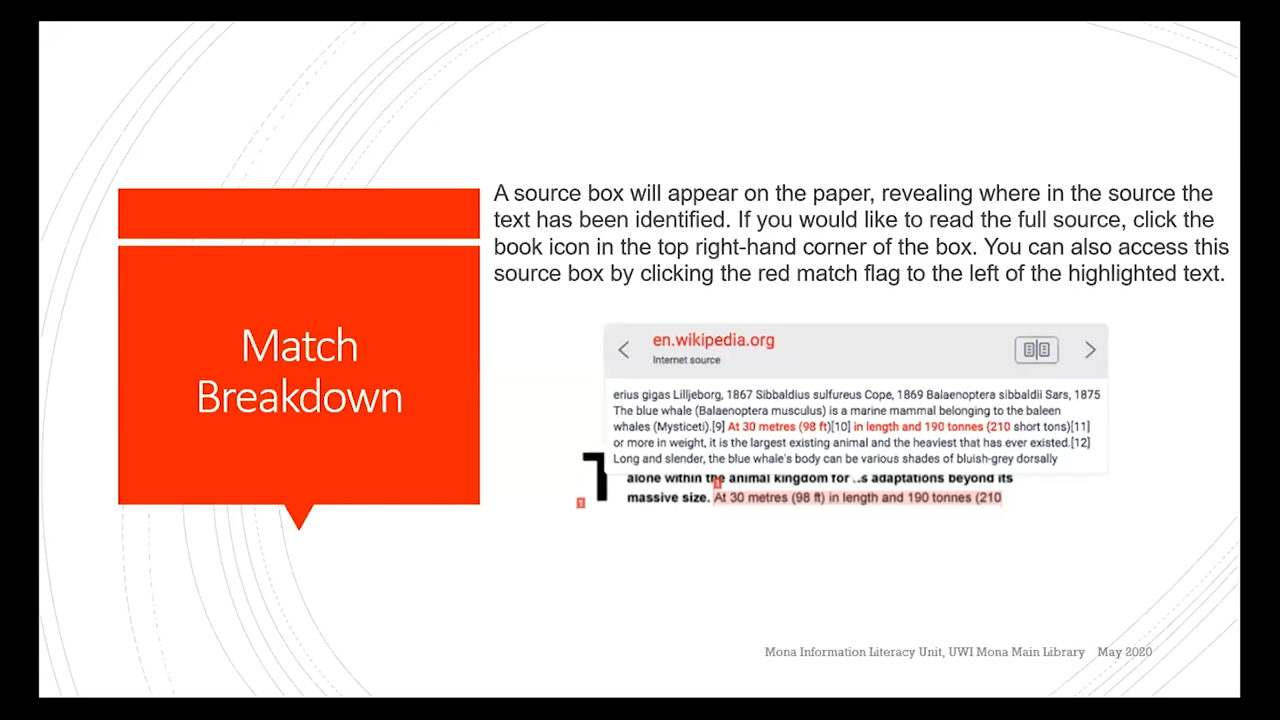 Match
Breakdown
A source box will appear on the paper, revealing where in the source the
text has been identified. If you would like to read the full source, click the
book icon in the top right-hand corner of the box. You can also access this
source box by clicking the red match flag to the left of the highlighted text.
en.wikipedia.org
Internet source
erius gigas Lilljeborg, 1867 Sibbaldius sulfureus Cope, 1869 Balaenoptera sibbaldii Sars, 1875
The blue whale (Balaenoptera musculus) is a marine mammal belonging to the baleen
whales (Mysticeti).[9] At 30 metres (98 ft)[10] in length and 190 tonnes (210 short tons)[11]
or more in weight, it is the largest existing animal and the heaviest that has ever existed.[12]
Long and slender, the blue whale's body can be various shades of bluish-grey dorsally
alone within the animal kingdom for adaptations beyond its
1
massive size. At 30 metres (98 ft) in length and 190 tonnes (210
1
Mona Information Literacy Unit, UWI Mona Main Library May 2020